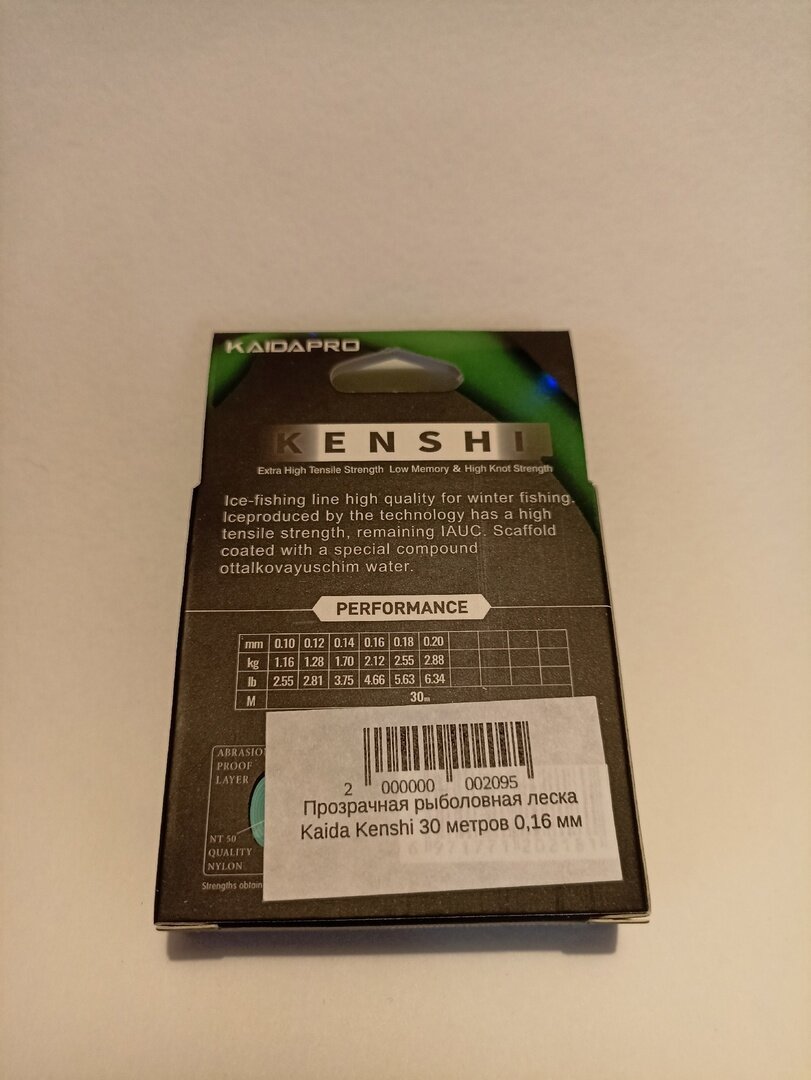 KAIDAPRO
KENSHI
Extra High Tensile Strength Low Memory & High Knot Strength
Ice-fishing line high quality for winter fishing.
Iceproduced by the technology has a high
tensile strength, remaining IAUC. Scaffold
coated with a special compound
ottalkovayuschim water.
PERFORMANCE
mm 0.10 0.12 0.14 0.16 0.18 0.20
kg 1.16 1.28 1.70 2.12 2.55 2.88
lb 2.55 2.81 3.75 4.66 5.63 6.34
M 30m
ABRASIO
PROOF
LAYER
NT 50
QUALITY
NYLON
Strengths obtain
2 000000 002095
Прозрачная рыболовная леска
Kaida Kenshi 30 метров 0,16 мм